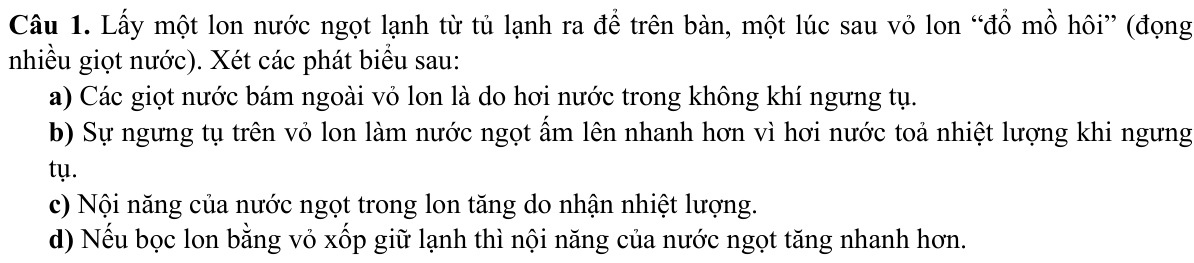 Câu 1. Lấy một lon nước ngọt lạnh từ tủ lạnh ra để trên bàn, một lúc sau vỏ lon “đổ mồ hôi” (đọng
nhiều giọt nước). Xét các phát biểu sau:
a) Các giọt nước bám ngoài vỏ lon là do hơi nước trong không khí ngưng tụ.
b) Sự ngưng tụ trên vỏ lon làm nước ngọt ấm lên nhanh hơn vì hơi nước toả nhiệt lượng khi ngưng
tụ.
c) Nội năng của nước ngọt trong lon tăng do nhận nhiệt lượng.
d) Nếu bọc lon bằng vỏ xốp giữ lạnh thì nội năng của nước ngọt tăng nhanh hơn.